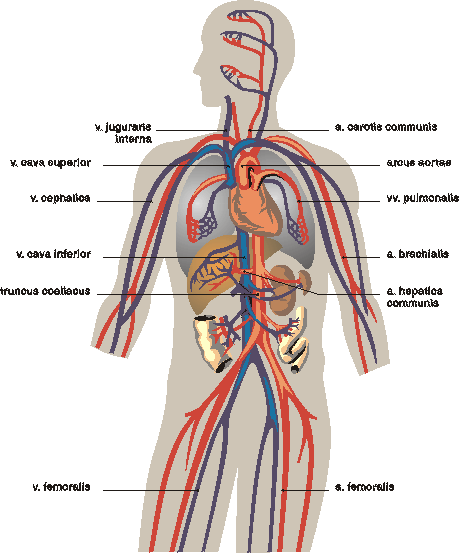 v. juguraris
interna
v. cava superior
v. cephalica
v. cava inferior
truncus coeliacus
v. femoralis
a. carotis communis
arcus aortae
vv. pulmonalis
a. brachialis
a. hepatica
communis
a. femoralis